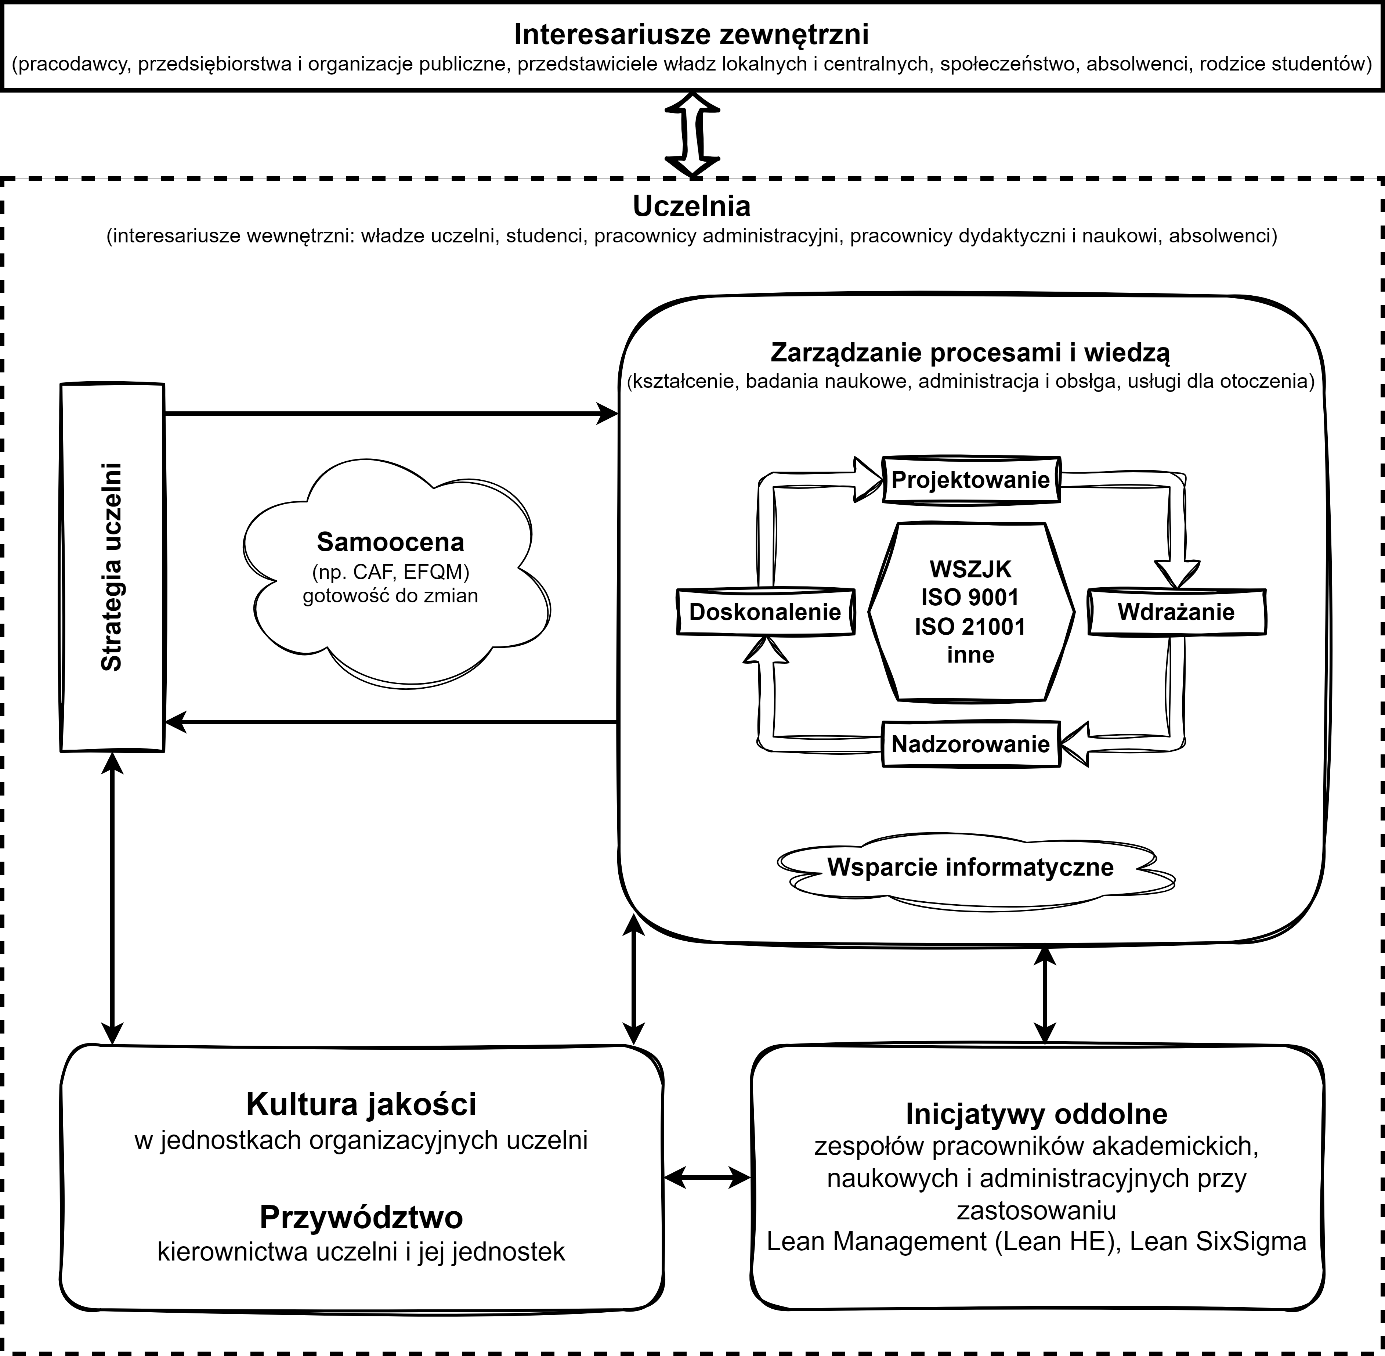 Interesariusze zewnętrzni
(pracodawcy, przedsiębiorstwa i organizacje publiczne, przedstawiciele władz lokalnych i centralnych, społeczeństwo, absolwenci, rodzice studentów)
Uczelnia
(interesariusze wewnętrzni: władze uczelni, studenci, pracownicy administracyjni, pracownicy dydaktyczni i naukowi, absolwenci)
Strategia uczelni
Samoocena
(np. CAF, EFQM)
gotowość do zmian
Zarządzanie procesami i wiedzą
(kształcenie, badania naukowe, administracja i obsłga, usługi dla otoczenia)
Projektowanie
Doskonalenie
WSZJK
ISO 9001
ISO 21001
inne
Wdrażanie
Nadzorowanie
Wsparcie informatyczne
Kultura jakości
w jednostkach organizacyjnych uczelni
Przywództwo
kierownictwa uczelni i jej jednostek
Inicjatywy oddolne
zespołów pracowników akademickich,
naukowych i administracyjnych przy
zastosowaniu
Lean Management (Lean HE), Lean SixSigma